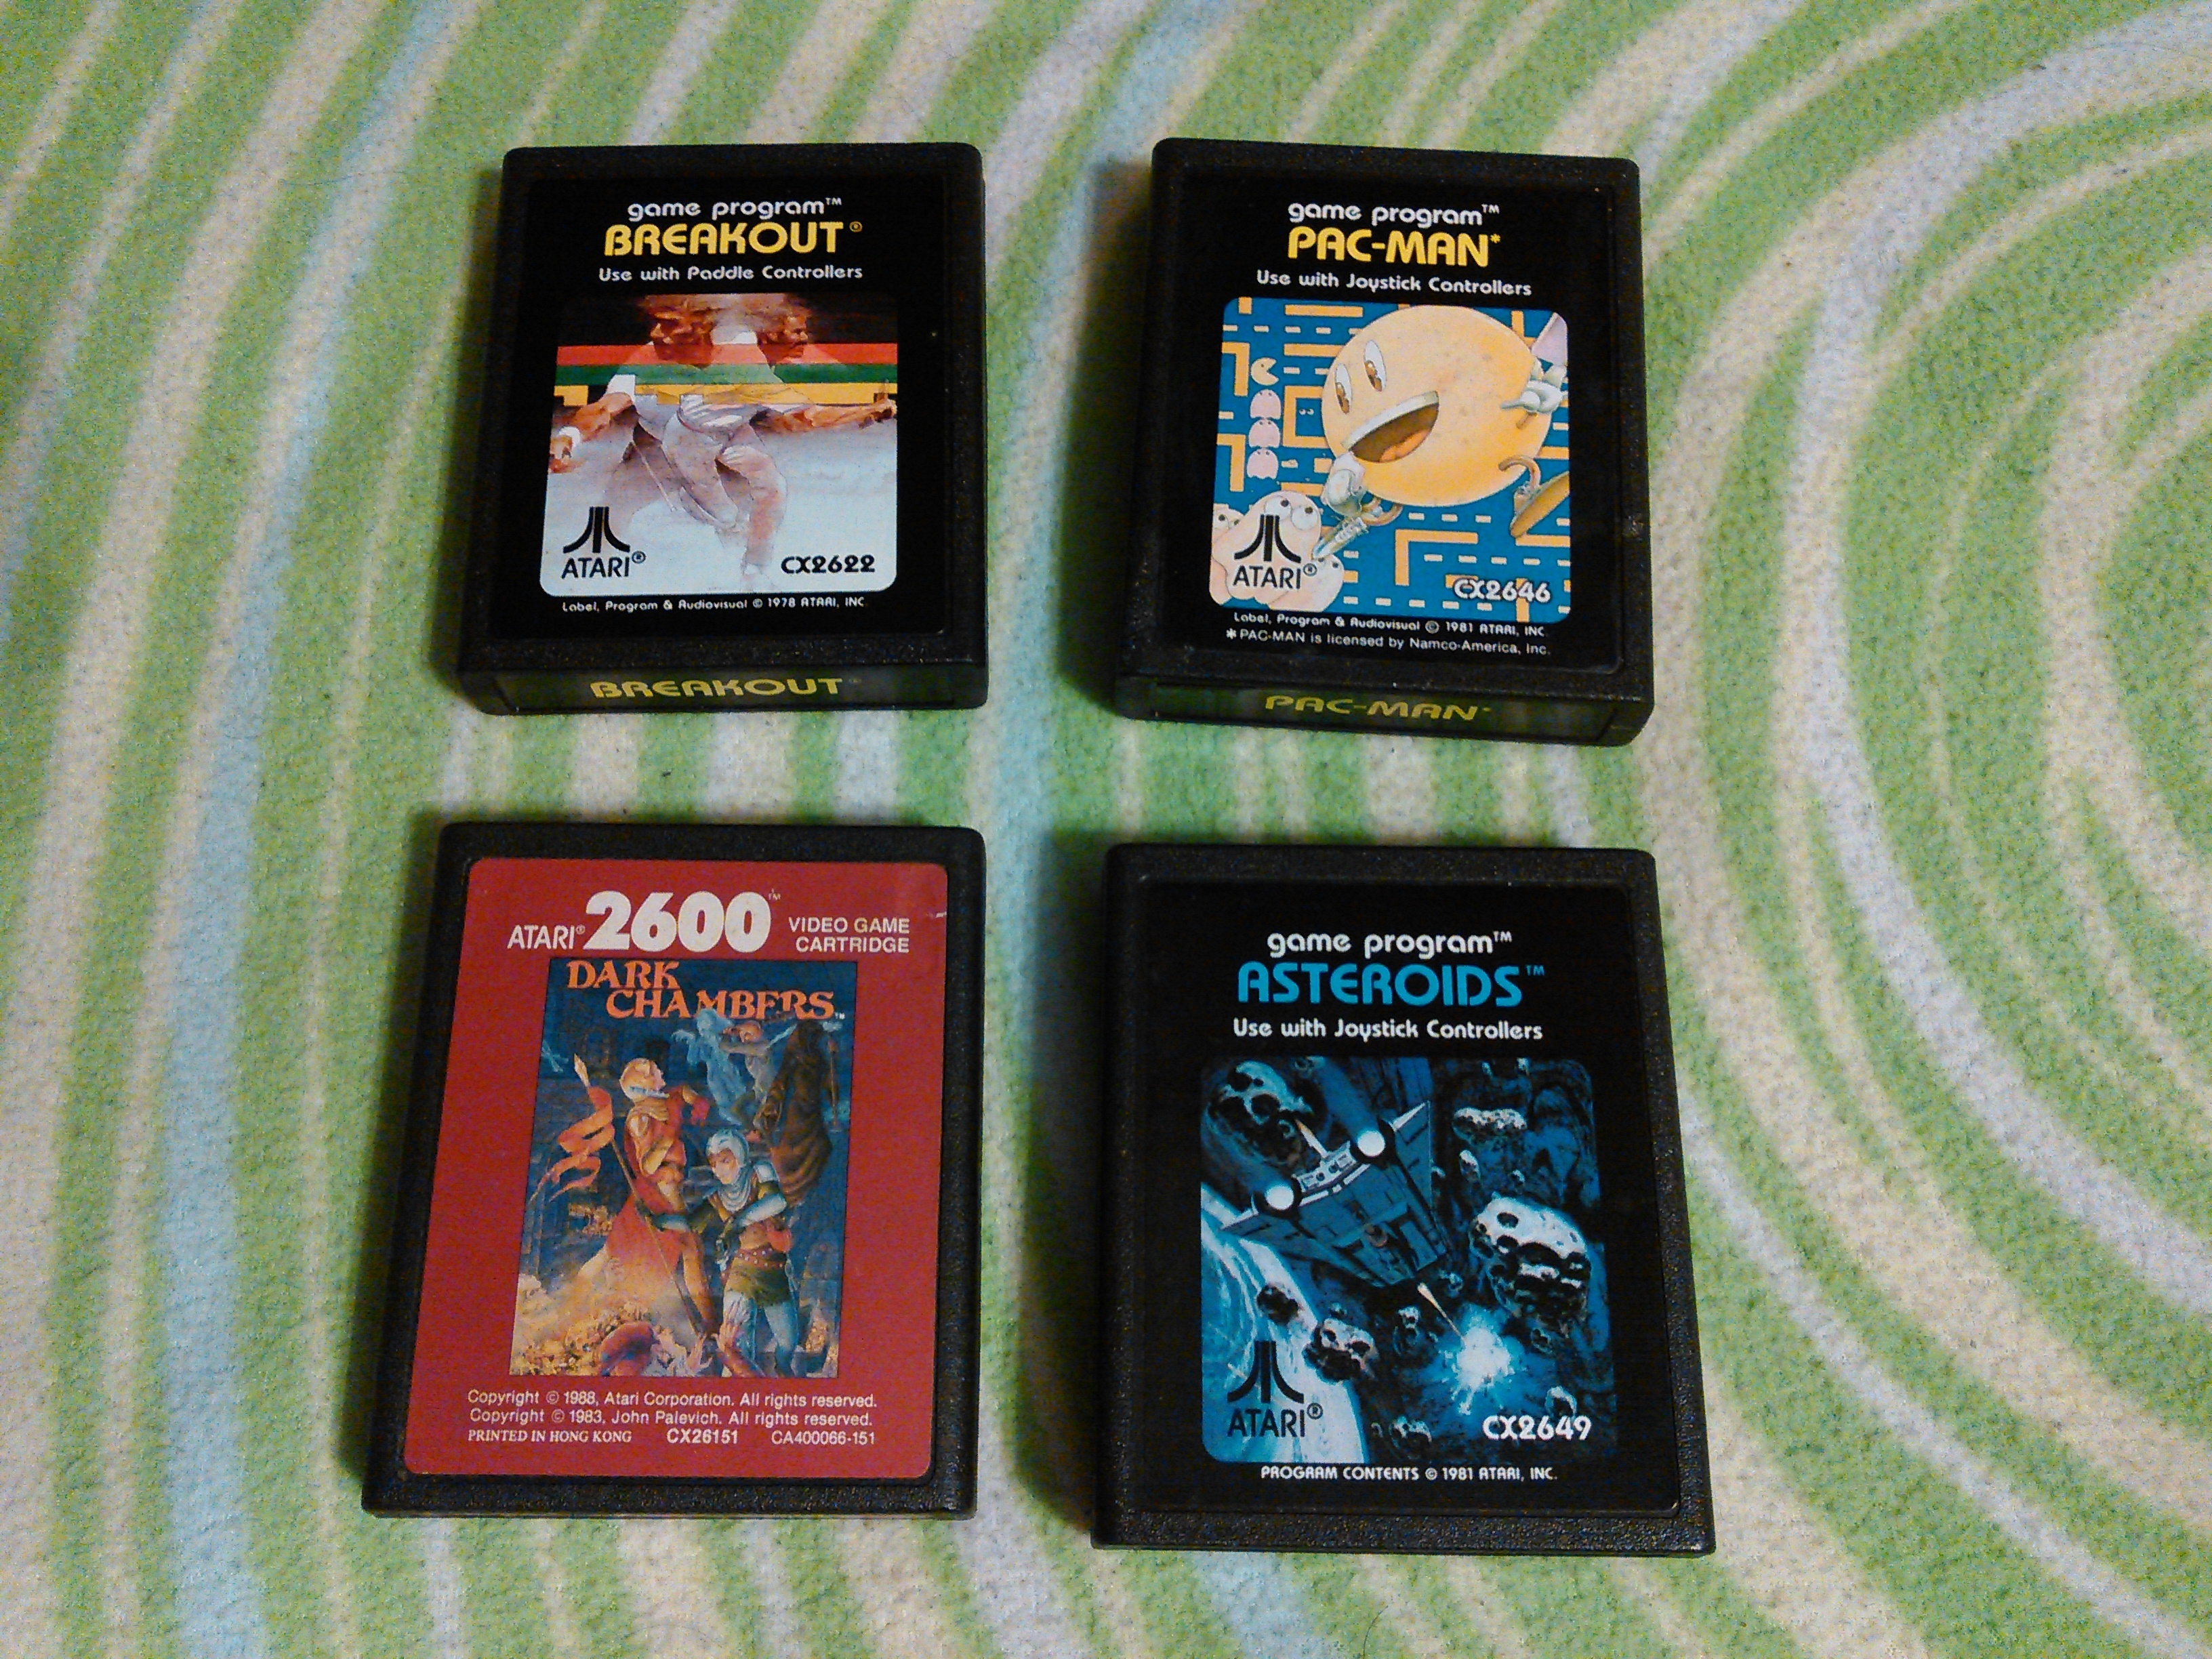 game program™
BREAKOUT®
Use with Paddle Controllers
ATARI®
CX2622
Label, Program & Audiovisual © 1978 ATARI, INC.
BREAKOUT®
game program™
PAC-MAN*
Use with Joystick Controllers
ATARI®
CX2646
Label, Program & Audiovisual © 1981 ATARI, INC.
* PAC-MAN is licensed by Namco-America, Inc.
PAC-MAN*
ATARI® 2600™ VIDEO GAME
CARTRIDGE
DARK
CHAMBERS™
Copyright © 1988, Atari Corporation. All rights reserved.
Copyright © 1983, John Palevich. All rights reserved.
PRINTED IN HONG KONG CX26151 CA400066-151
game program™
ASTEROIDS™
Use with Joystick Controllers
ATARI®
CX2649
PROGRAM CONTENTS © 1981 ATARI, INC.